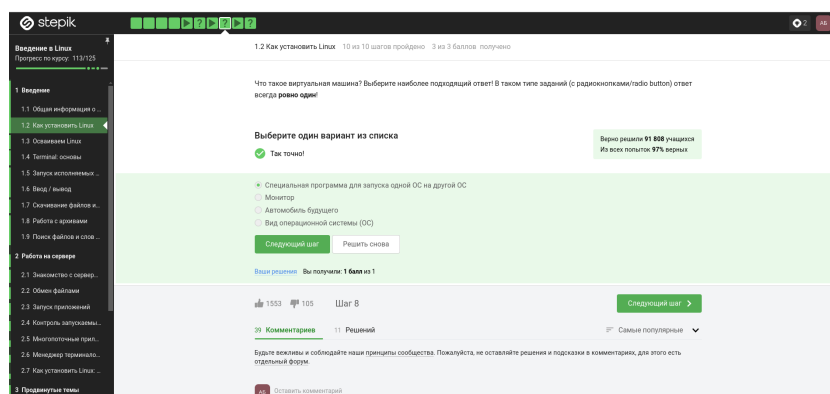 stepik
? ? ?
2
АБ
Введение в Linux
Прогресс по курсу: 113/125
1 Введение
1.1 Общая информация о ...
1.2 Как установить Linux
1.3 Осваиваем Linux
1.4 Terminal: основы
1.5 Запуск исполняемых ...
1.6 Ввод / вывод
1.7 Скачивание файлов и...
1.8 Работа с архивами
1.9 Поиск файлов и слов ...
2 Работа на сервере
2.1 Знакомство с сервер...
2.2 Обмен файлами
2.3 Запуск приложений
2.4 Контроль запускаемы...
2.5 Многопоточные прил...
2.6 Менеджер терминало...
2.7 Как установить Linux: ...
3 Продвинутые темы
1.2 Как установить Linux 10 из 10 шагов пройдено 3 из 3 баллов получено
Что такое виртуальная машина? Выберите наиболее подходящий ответ! В таком типе заданий (с радиокнопками/radio button) ответ
всегда ровно один!
Выберите один вариант из списка
Так точно!
Верно решили 91 808 учащихся
Из всех попыток 97% верных
Специальная программа для запуска одной ОС на другой ОС
Монитор
Автомобиль будущего
Вид операционной системы (ОС)
Следующий шаг Решить снова
Ваши решения Вы получили: 1 балл из 1
1553 105 Шаг 8 Следующий шаг
39 Комментариев 11 Решений Самые популярные
Будьте вежливы и соблюдайте наши принципы сообщества. Пожалуйста, не оставляйте решения и подсказки в комментариях, для этого есть
отдельный форум.
АБ Оставить комментарий